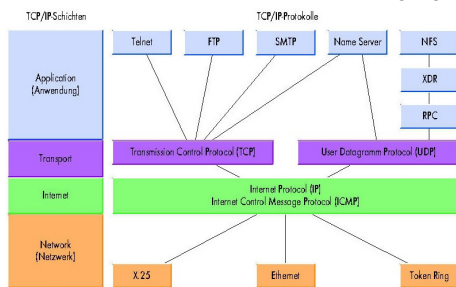 TCP/IP-Schichten
TCP/IP-Protokolle
Telnet
FTP
SMTP
Name Server
NFS
Application
(Anwendung)
XDR
RPC
Transport
Transmission Control Protocol (TCP)
User Datagramm Protocol (UDP)
Internet
Internet Protocol (IP)
Internet Control Message Protocol (ICMP)
Network
(Netzwerk)
X.25
Ethernet
Token Ring